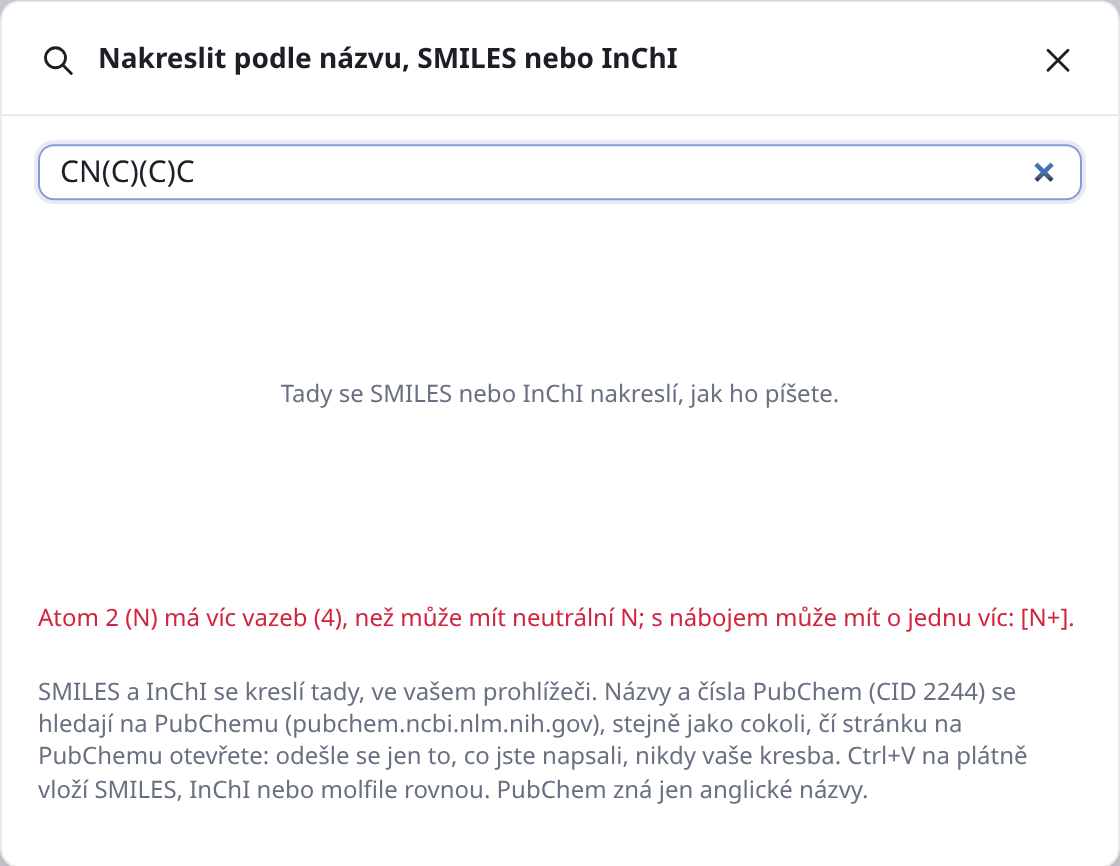 Nakreslit podle názvu, SMILES nebo InChI
CN(C)(C)C
Tady se SMILES nebo InChI nakreslí, jak ho píšete.
Atom 2 (N) má víc vazeb (4), než může mít neutrální N; s nábojem může mít o jednu víc: [N+].
SMILES a InChI se kreslí tady, ve vašem prohlížeči. Názvy a čísla PubChem (CID 2244) se
hledají na PubChemu (pubchem.ncbi.nlm.nih.gov), stejně jako cokoli, čí stránku na
PubChemu otevřete: odešle se jen to, co jste napsali, nikdy vaše kresba. Ctrl+V na plátně
vloží SMILES, InChI nebo molfile rovnou. PubChem zná jen anglické názvy.